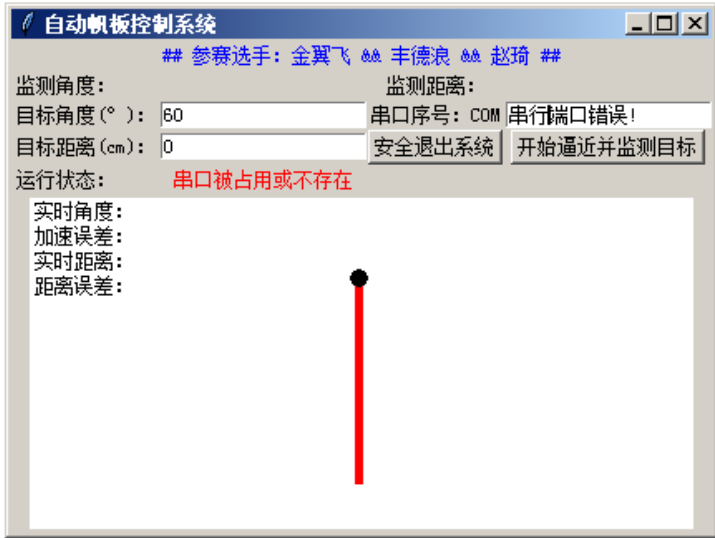 自动帆板控制系统
## 参赛选手: 金翼飞 && 丰德浪 && 赵琦 ##
监测角度: 监测距离:
目标角度(° ): 60 串口序号: COM 串行端口错误!
目标距离(cm): 0 安全退出系统 开始逼近并监测目标
运行状态: 串口被占用或不存在
实时角度:
加速误差:
实时距离:
距离误差: